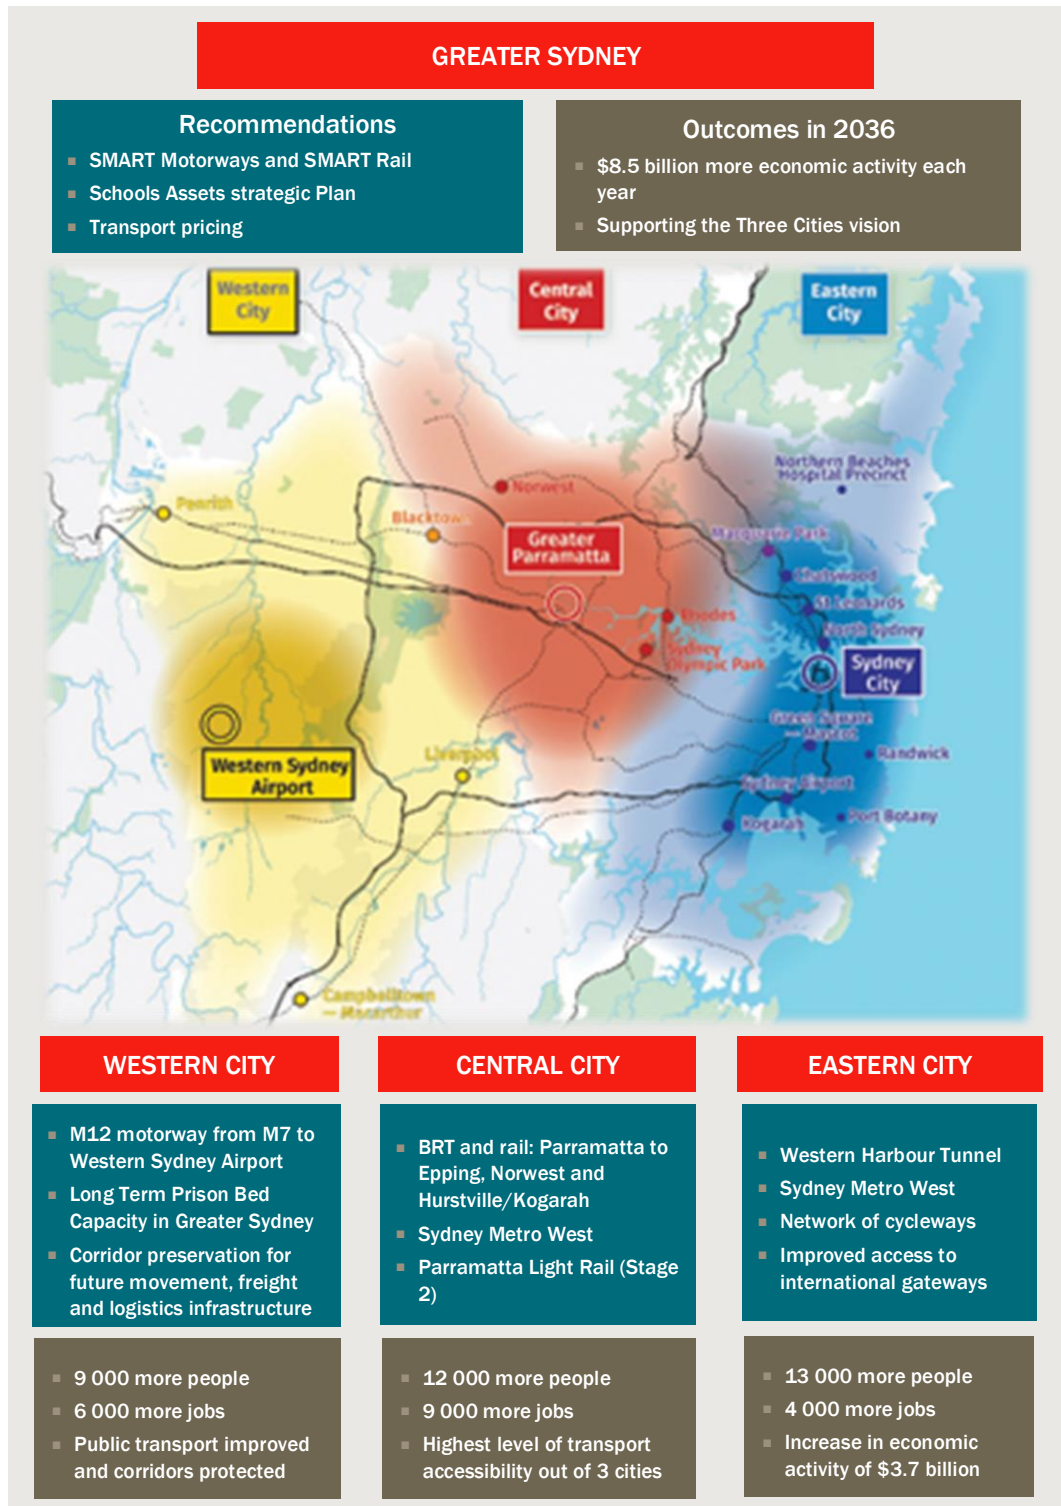 GREATER SYDNEY
Recommendations
SMART Motorways and SMART Rail
Schools Assets strategic Plan
Transport pricing
Outcomes in 2036
$8.5 billion more economic activity each
year
Supporting the Three Cities vision
Western
City
Central
City
Eastern
City
Northern Beaches
Hospital Precinct
Penrith
Norwest
Blacktown
Greater
Parramatta
Macquarie Park
Chatswood
St Leonards
Rhodes
North Sydney
Sydney
Olympic Park
Sydney
City
Green Square
— Mascot
Western Sydney
Airport
Liverpool
Randwick
Sydney Airport
Kogarah
Port Botany
Campbelltown
— Macarthur
WESTERN CITY
M12 motorway from M7 to
Western Sydney Airport
Long Term Prison Bed
Capacity in Greater Sydney
Corridor preservation for
future movement, freight
and logistics infrastructure
9 000 more people
6 000 more jobs
Public transport improved
and corridors protected
CENTRAL CITY
BRT and rail: Parramatta to
Epping, Norwest and
Hurstville/Kogarah
Sydney Metro West
Parramatta Light Rail (Stage
2)
12 000 more people
9 000 more jobs
Highest level of transport
accessibility out of 3 cities
EASTERN CITY
Western Harbour Tunnel
Sydney Metro West
Network of cycleways
Improved access to
international gateways
13 000 more people
4 000 more jobs
Increase in economic
activity of $3.7 billion